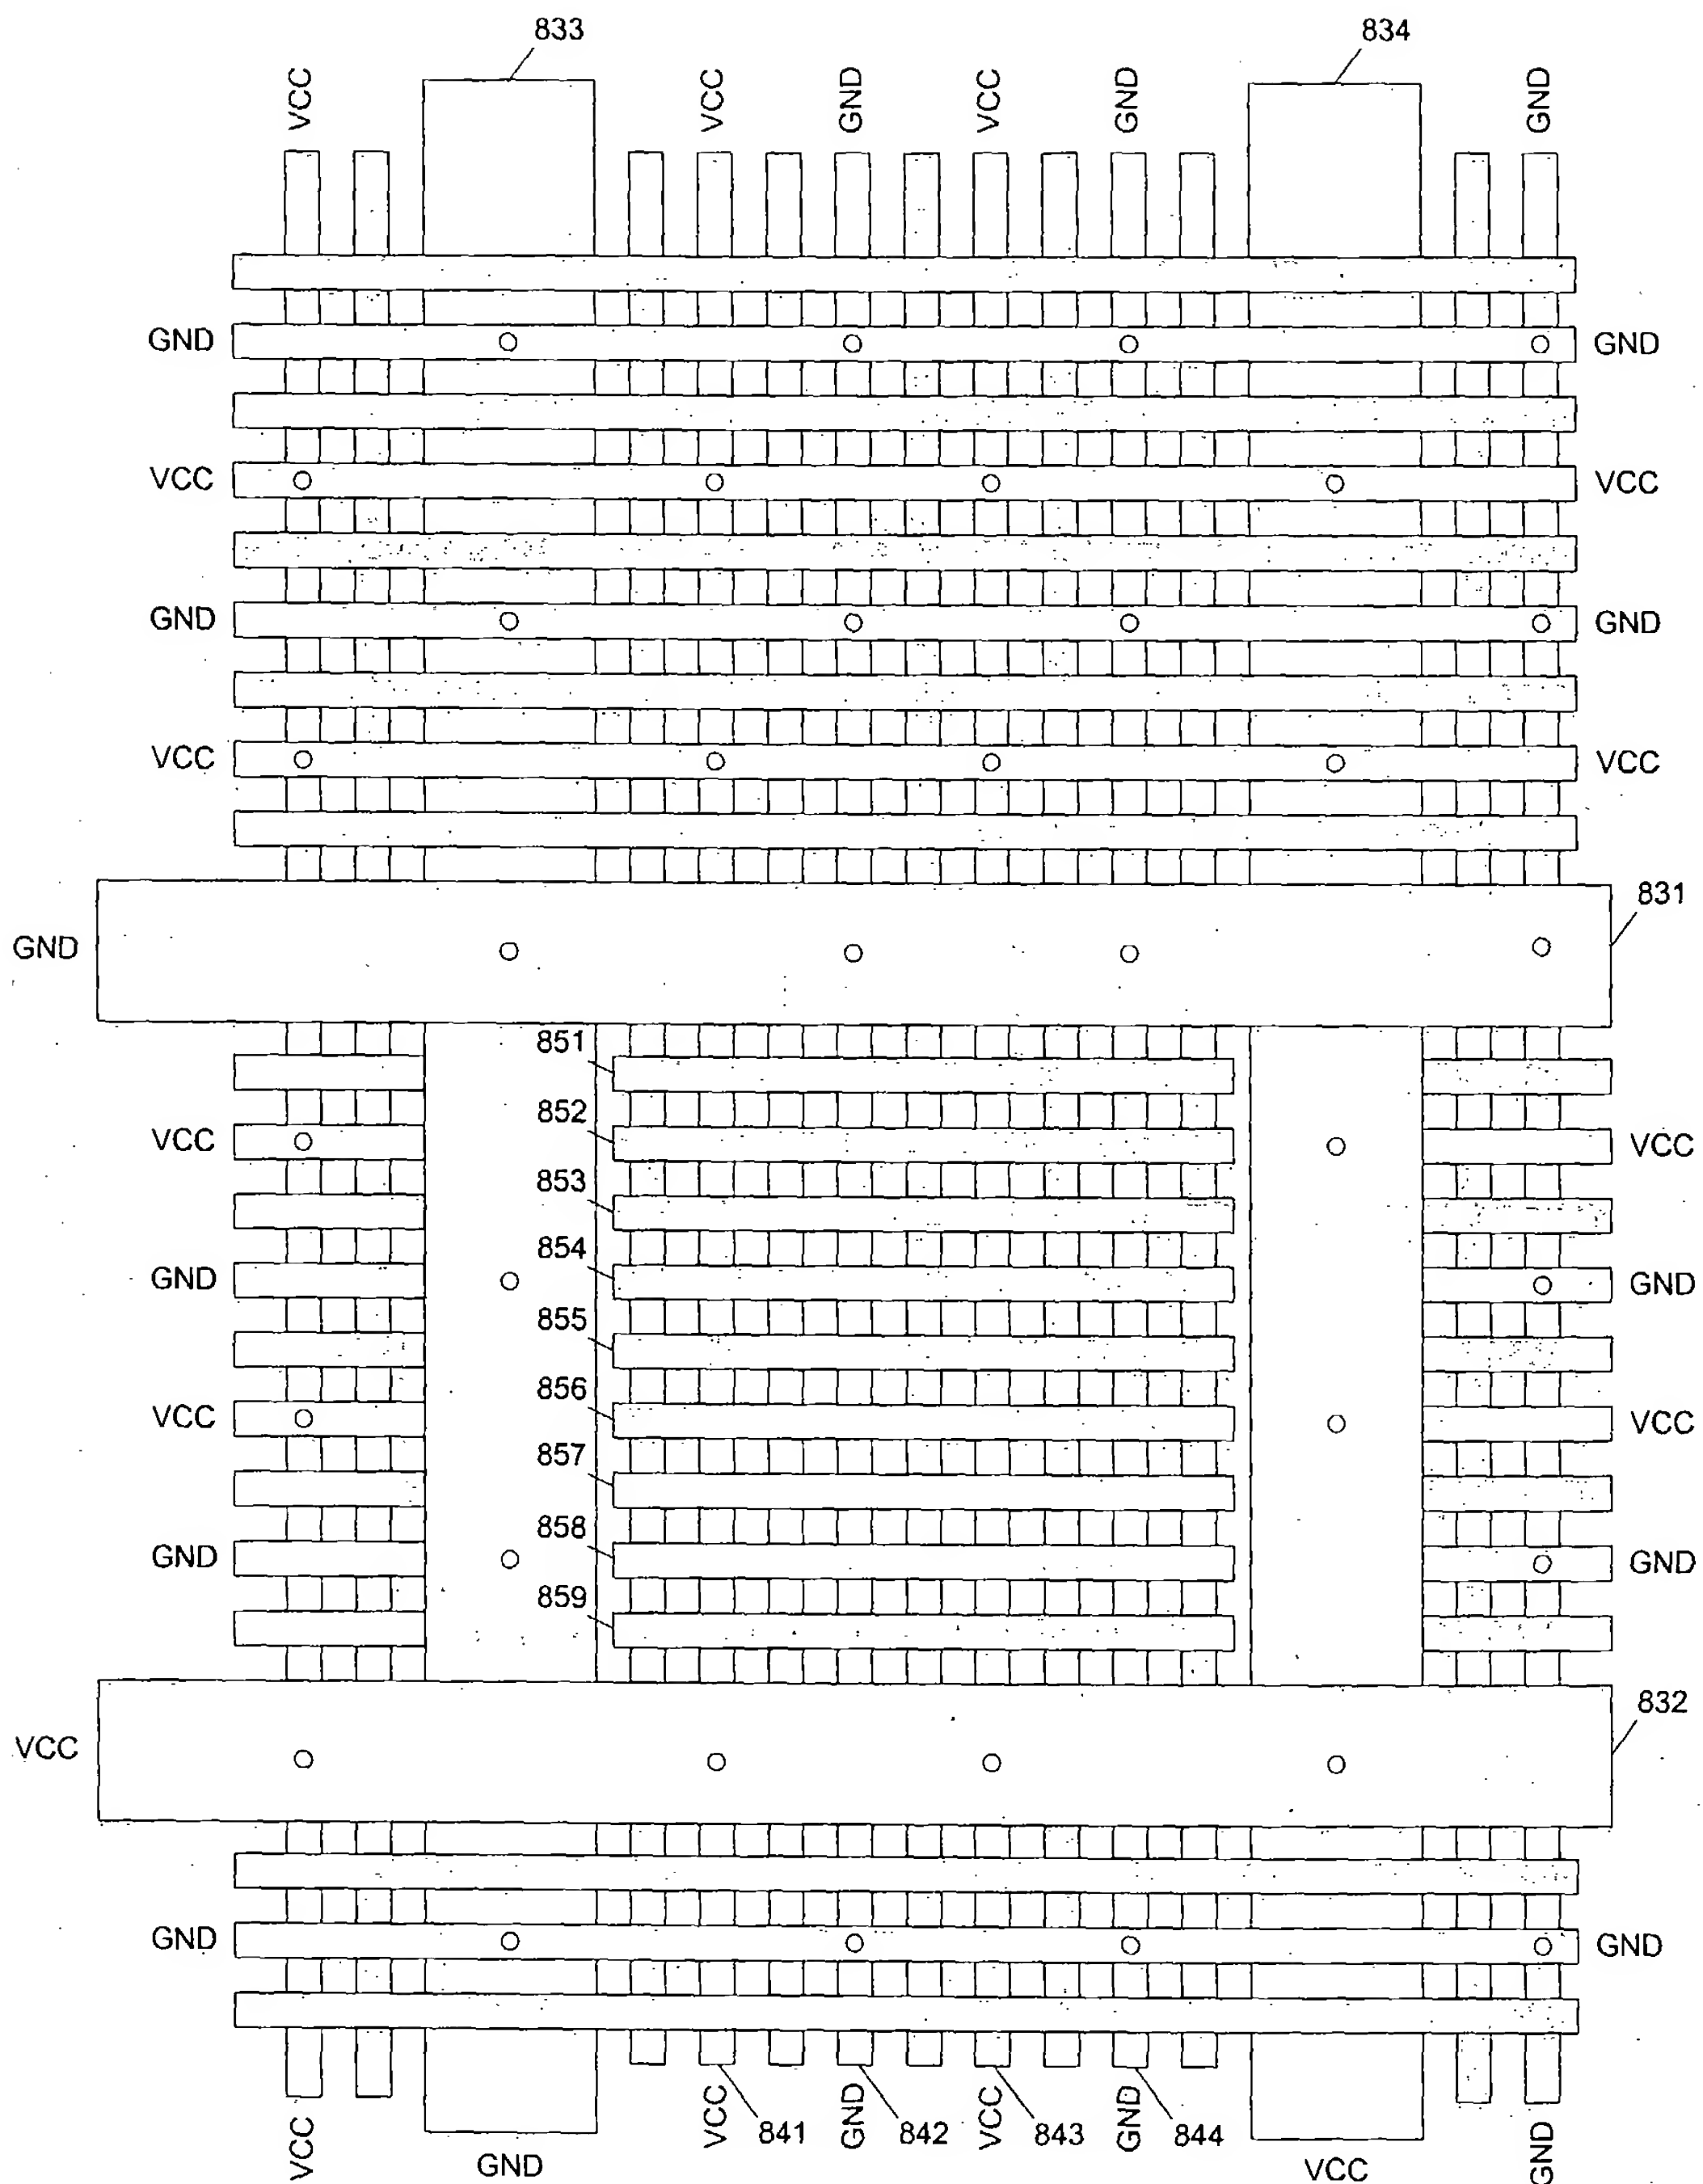 833
834
VCC
VCC
GND
VCC
GND
GND
GND
GND
VCC
VCC
GND
GND
VCC
VCC
831
GND
851
852
VCC
VCC
853
854
GND
GND
855
856
VCC
VCC
857
858
GND
GND
859
832
VCC
GND
GND
VCC
GND
VCC
841
GND
842
VCC
843
GND
844
VCC
GND